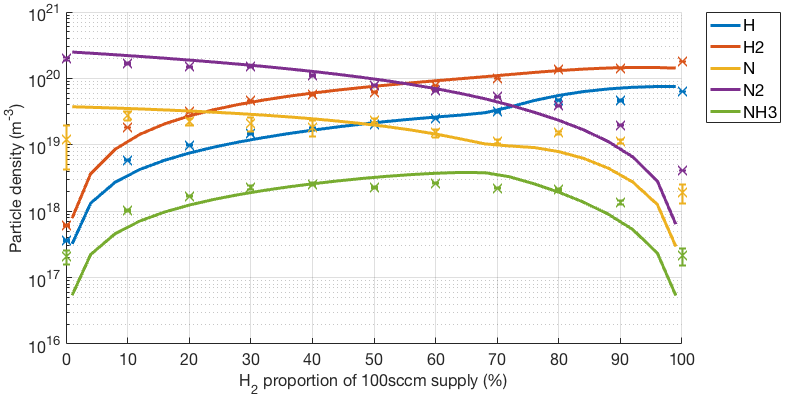 10^21
10^20
10^19
10^18
10^17
10^16
Particle density (m^-3)
0 10 20 30 40 50 60 70 80 90 100
H_2 proportion of 100sccm supply (%)
H
H2
N
N2
NH3